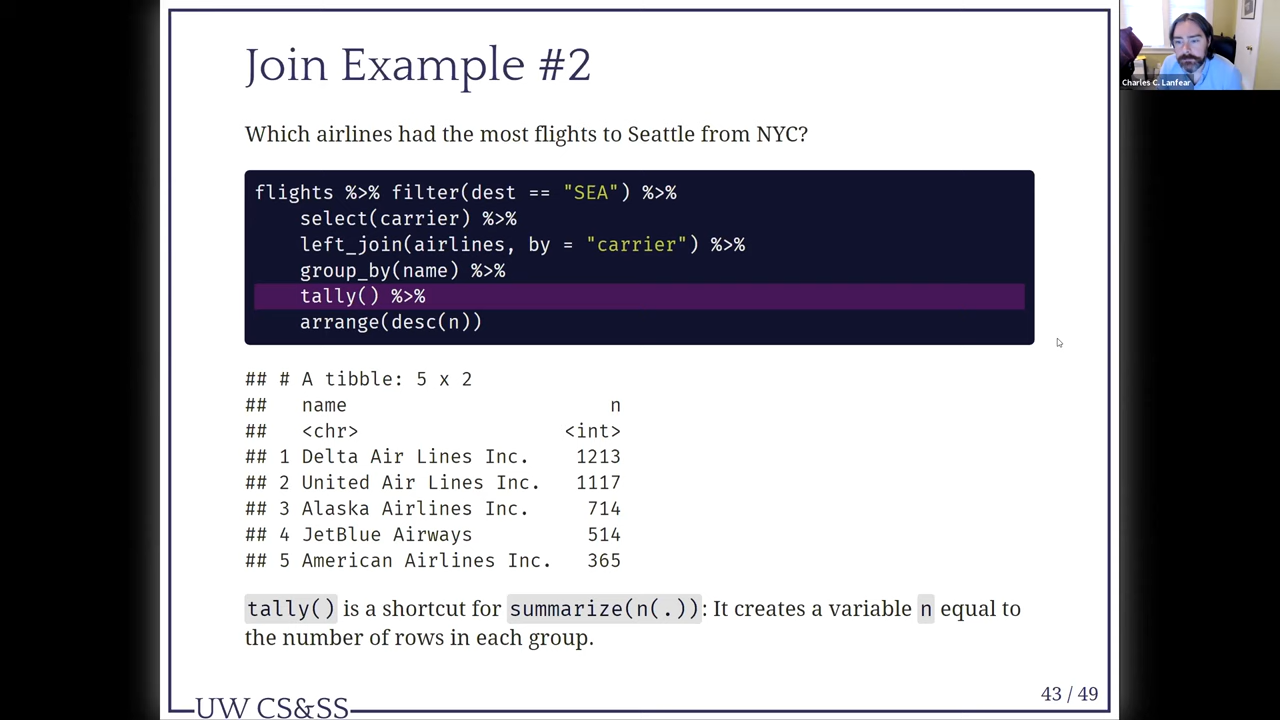 Join Example #2
Charles C. Lanfear
Which airlines had the most flights to Seattle from NYC?
flights %>% filter(dest == "SEA") %>%
    select(carrier) %>%
    left_join(airlines, by = "carrier") %>%
    group_by(name) %>%
    tally() %>%
    arrange(desc(n))
## # A tibble: 5 x 2
##   name                       n
##   <chr>                  <int>
## 1 Delta Air Lines Inc.    1213
## 2 United Air Lines Inc.   1117
## 3 Alaska Airlines Inc.     714
## 4 JetBlue Airways          514
## 5 American Airlines Inc.   365
tally() is a shortcut for summarize(n(.)): It creates a variable n equal to
the number of rows in each group.
43 / 49
UW CS&SS